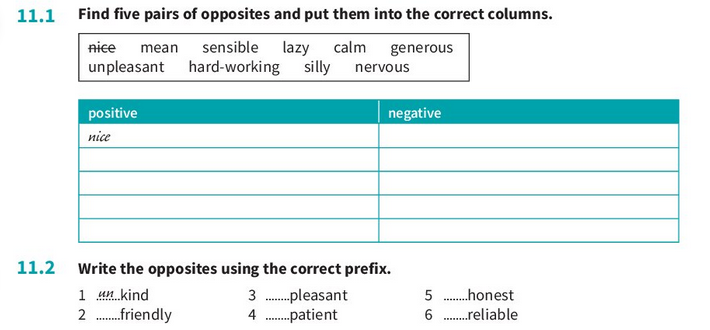 11.1 Find five pairs of opposites and put them into the correct columns.
nice mean sensible lazy calm generous
unpleasant hard-working silly nervous
positive negative
nice
11.2 Write the opposites using the correct prefix.
1 ..un..kind 3 ........pleasant 5 ........honest
2 ........friendly 4 ........patient 6 ........reliable